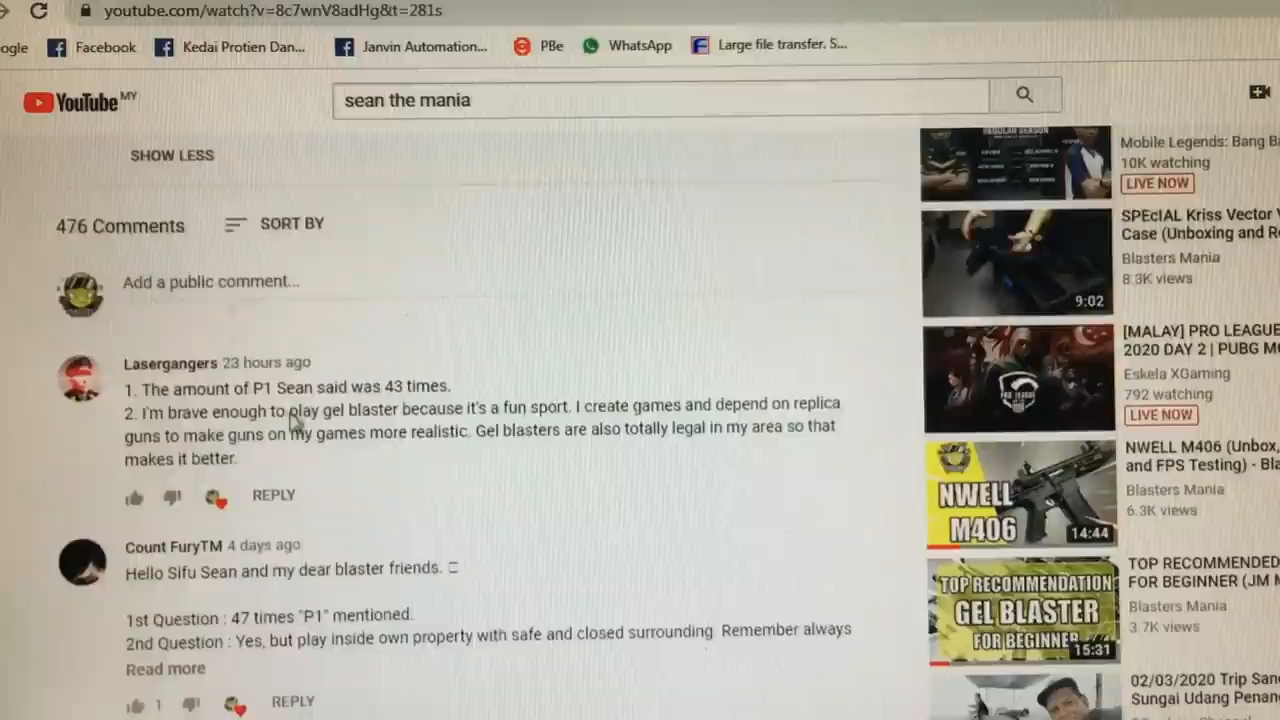 youtube.com/watch?v=8c7wnV8adHg&t=281s
ogle Facebook Kedai Protien Dan... Janvin Automation... PBe WhatsApp Large file transfer. S...
YouTube MY
sean the mania
SHOW LESS
476 Comments SORT BY
Add a public comment...
Lasergangers 23 hours ago
1. The amount of P1 Sean said was 43 times.
2. I'm brave enough to play gel blaster because it's a fun sport. I create games and depend on replica
guns to make guns on my games more realistic. Gel blasters are also totally legal in my area so that
makes it better.
REPLY
Count FuryTM 4 days ago
Hello Sifu Sean and my dear blaster friends.
1st Question : 47 times "P1" mentioned.
2nd Question : Yes, but play inside own property with safe and closed surrounding. Remember always
Read more
1 REPLY
REGULAR SEASON
Mobile Legends: Bang B
10K watching
LIVE NOW
9:02
SPEcIAL Kriss Vector
Case (Unboxing and R
Blasters Mania
8.3K views
PRO LEAGUE
[MALAY] PRO LEAGUE
2020 DAY 2 | PUBG M
Eskela XGaming
792 watching
LIVE NOW
NWELL
M406
14:44
NWELL M406 (Unbox,
and FPS Testing) - Bla
Blasters Mania
6.3K views
TOP RECOMMENDATION
GEL BLASTER
FOR BEGINNER
15:31
TOP RECOMMENDED
FOR BEGINNER (JM M
Blasters Mania
3.7K views
02/03/2020 Trip San
Sungai Udang Penan